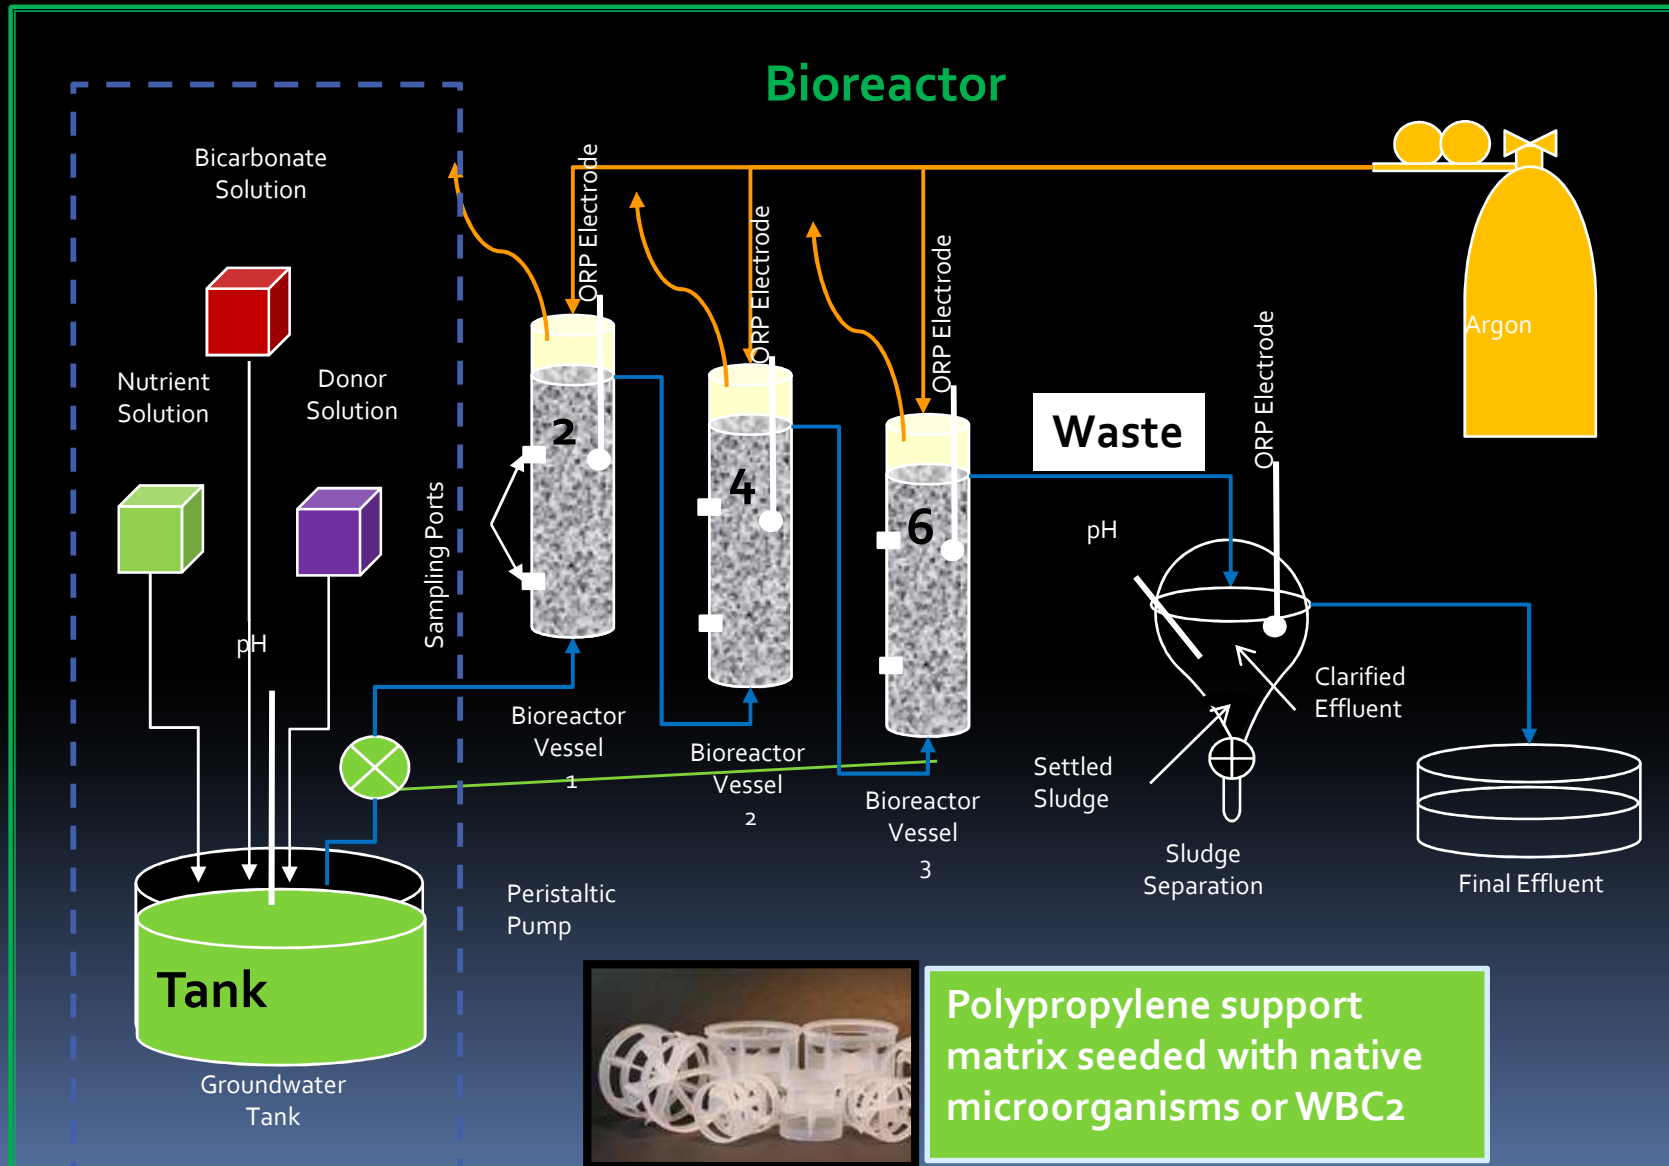 Bioreactor
Bicarbonate
Solution
Nutrient
Solution
Donor
Solution
pH
Sampling Ports
ORP Electrode
ORP Electrode
ORP Electrode
ORP Electrode
2
4
6
Waste
Argon
pH
Bioreactor
Vessel
1
Bioreactor
Vessel
2
Bioreactor
Vessel
3
Clarified
Effluent
Settled
Sludge
Sludge
Separation
Final Effluent
Peristaltic
Pump
Tank
Groundwater
Tank
Polypropylene support
matrix seeded with native
microorganisms or WBC2